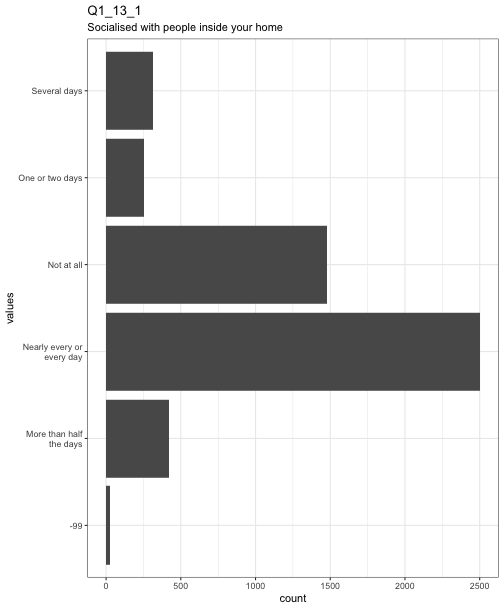 Q1_13_1
Socialised with people inside your home
Several days
One or two days
Not at all
Nearly every or
every day
More than half
the days
-99
values
0 500 1000 1500 2000 2500
count